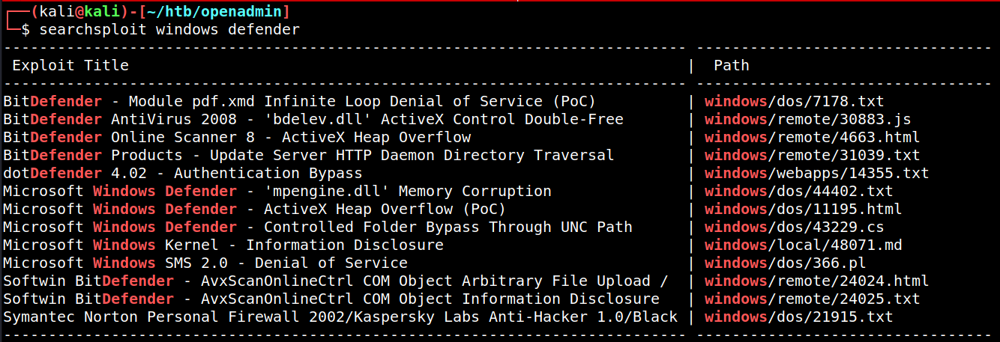 ┌──(kali@kali)-[~/htb/openadmin]
└─$ searchsploit windows defender
---------------------------------------------------------------------------- ---------------------------------
 Exploit Title                                                              |  Path
---------------------------------------------------------------------------- ---------------------------------
BitDefender - Module pdf.xmd Infinite Loop Denial of Service (PoC)          | windows/dos/7178.txt
BitDefender AntiVirus 2008 - 'bdelev.dll' ActiveX Control Double-Free       | windows/remote/30883.js
BitDefender Online Scanner 8 - ActiveX Heap Overflow                        | windows/remote/4663.html
BitDefender Products - Update Server HTTP Daemon Directory Traversal        | windows/remote/31039.txt
dotDefender 4.02 - Authentication Bypass                                    | windows/webapps/14355.txt
Microsoft Windows Defender - 'mpengine.dll' Memory Corruption               | windows/dos/44402.txt
Microsoft Windows Defender - ActiveX Heap Overflow (PoC)                    | windows/dos/11195.html
Microsoft Windows Defender - Controlled Folder Bypass Through UNC Path      | windows/dos/43229.cs
Microsoft Windows Kernel - Information Disclosure                           | windows/local/48071.md
Microsoft Windows SMS 2.0 - Denial of Service                               | windows/dos/366.pl
Softwin BitDefender - AvxScanOnlineCtrl COM Object Arbitrary File Upload /  | windows/remote/24024.html
Softwin BitDefender - AvxScanOnlineCtrl COM Object Information Disclosure   | windows/remote/24025.txt
Symantec Norton Personal Firewall 2002/Kaspersky Labs Anti-Hacker 1.0/Black | windows/dos/21915.txt
---------------------------------------------------------------------------- ---------------------------------